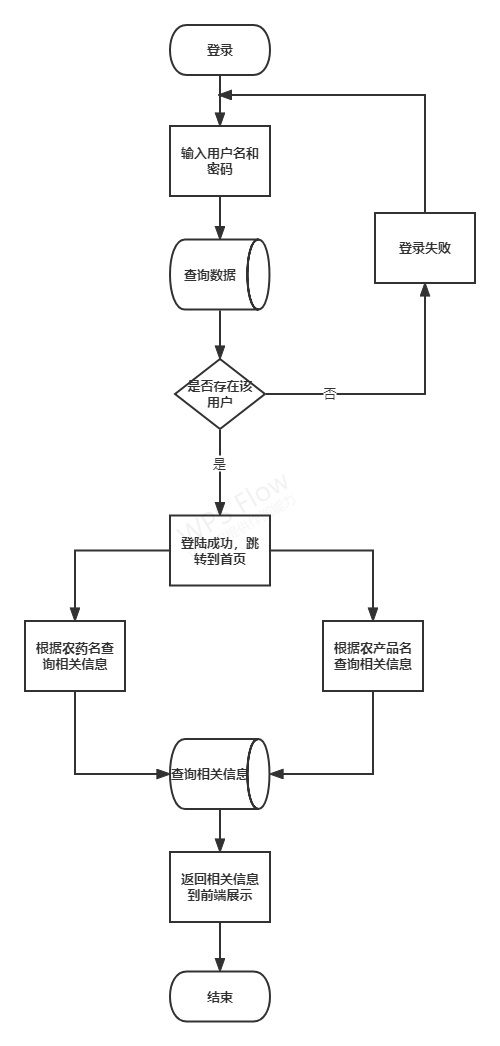 登录
输入用户名和
密码
查询数据
登录失败
是否存在该
用户
否
是
WPS Flow
登陆成功，跳
转到首页
根据农药名查
询相关信息
根据农产品名
查询相关信息
查询相关信息
返回相关信息
到前端展示
结束